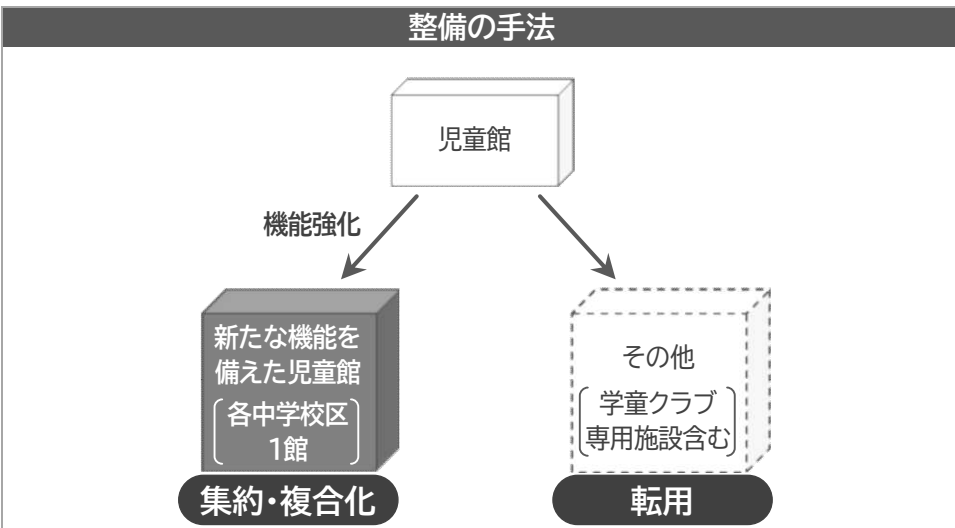 整備の手法
児童館
機能強化
新たな機能を
備えた児童館
各中学校区
1館
集約・複合化
その他
学童クラブ
専用施設含む
転用